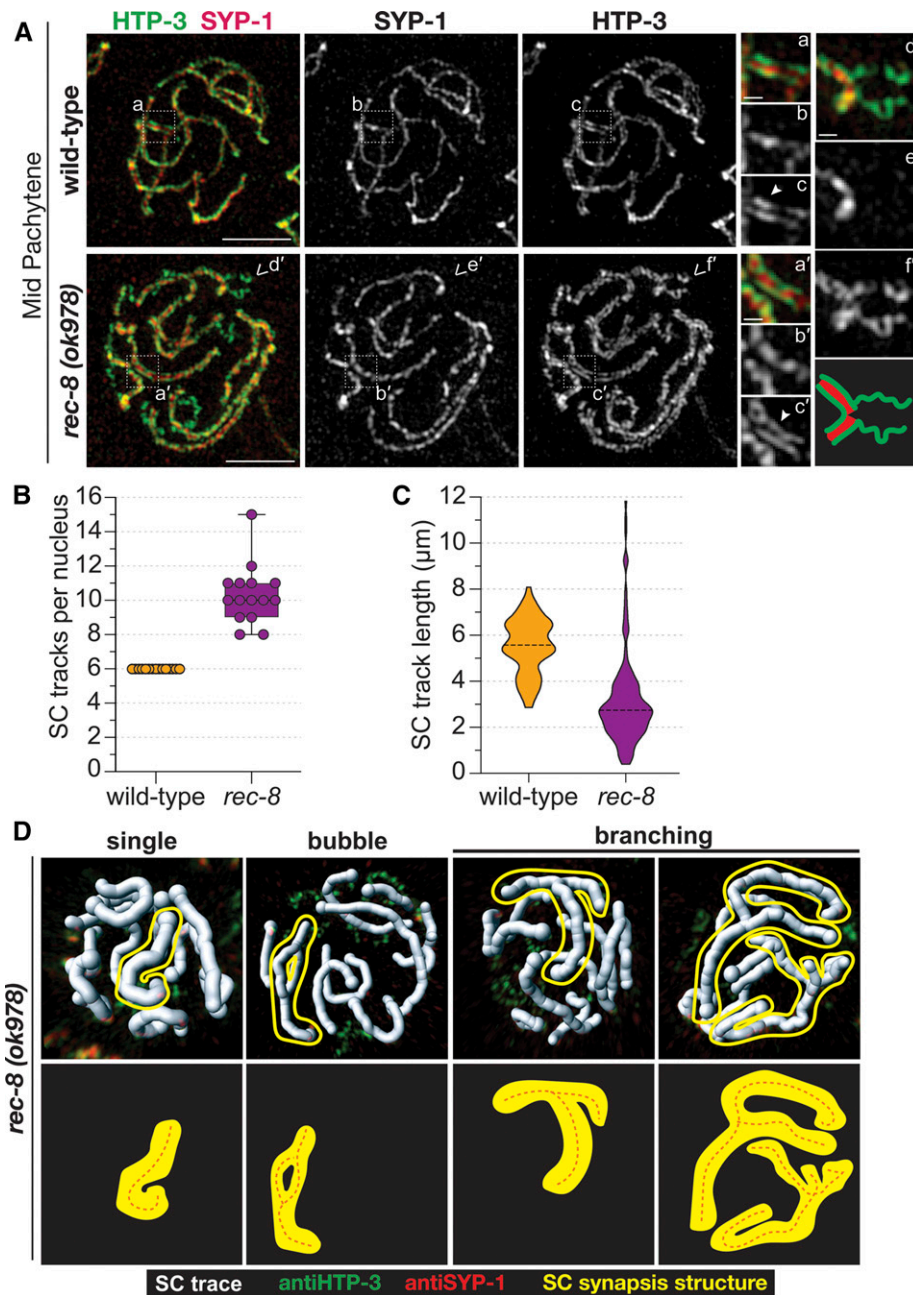 A
HTP-3 SYP-1
SYP-1
HTP-3
Mid Pachytene
wild-type
a
b
c
a
b
c
d'
e'
f'
rec-8 (ok978)
d'
e'
f'
a'
b'
c'
a'
b'
c'
B
SC tracks per nucleus
16
14
12
10
8
6
4
2
0
wild-type
rec-8
C
SC track length (μm)
12
10
8
6
4
2
0
wild-type
rec-8
D
single
bubble
branching
rec-8 (ok978)
SC trace antiHTP-3 antiSYP-1 SC synapsis structure